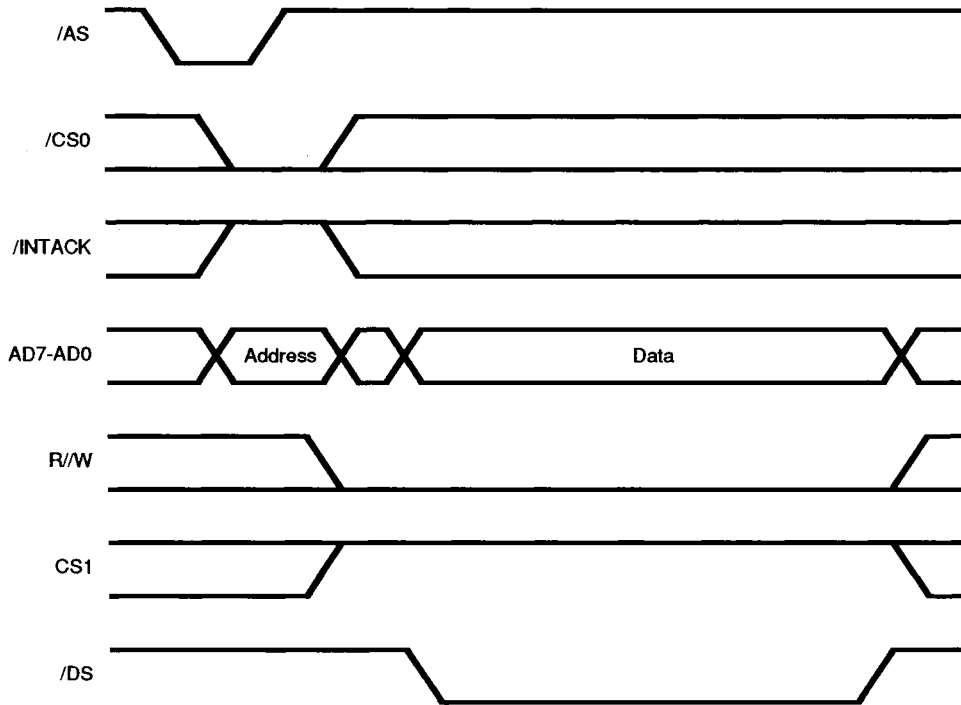 /AS
/CS0
/INTACK
AD7-AD0
Address
Data
R//W
CS1
/DS